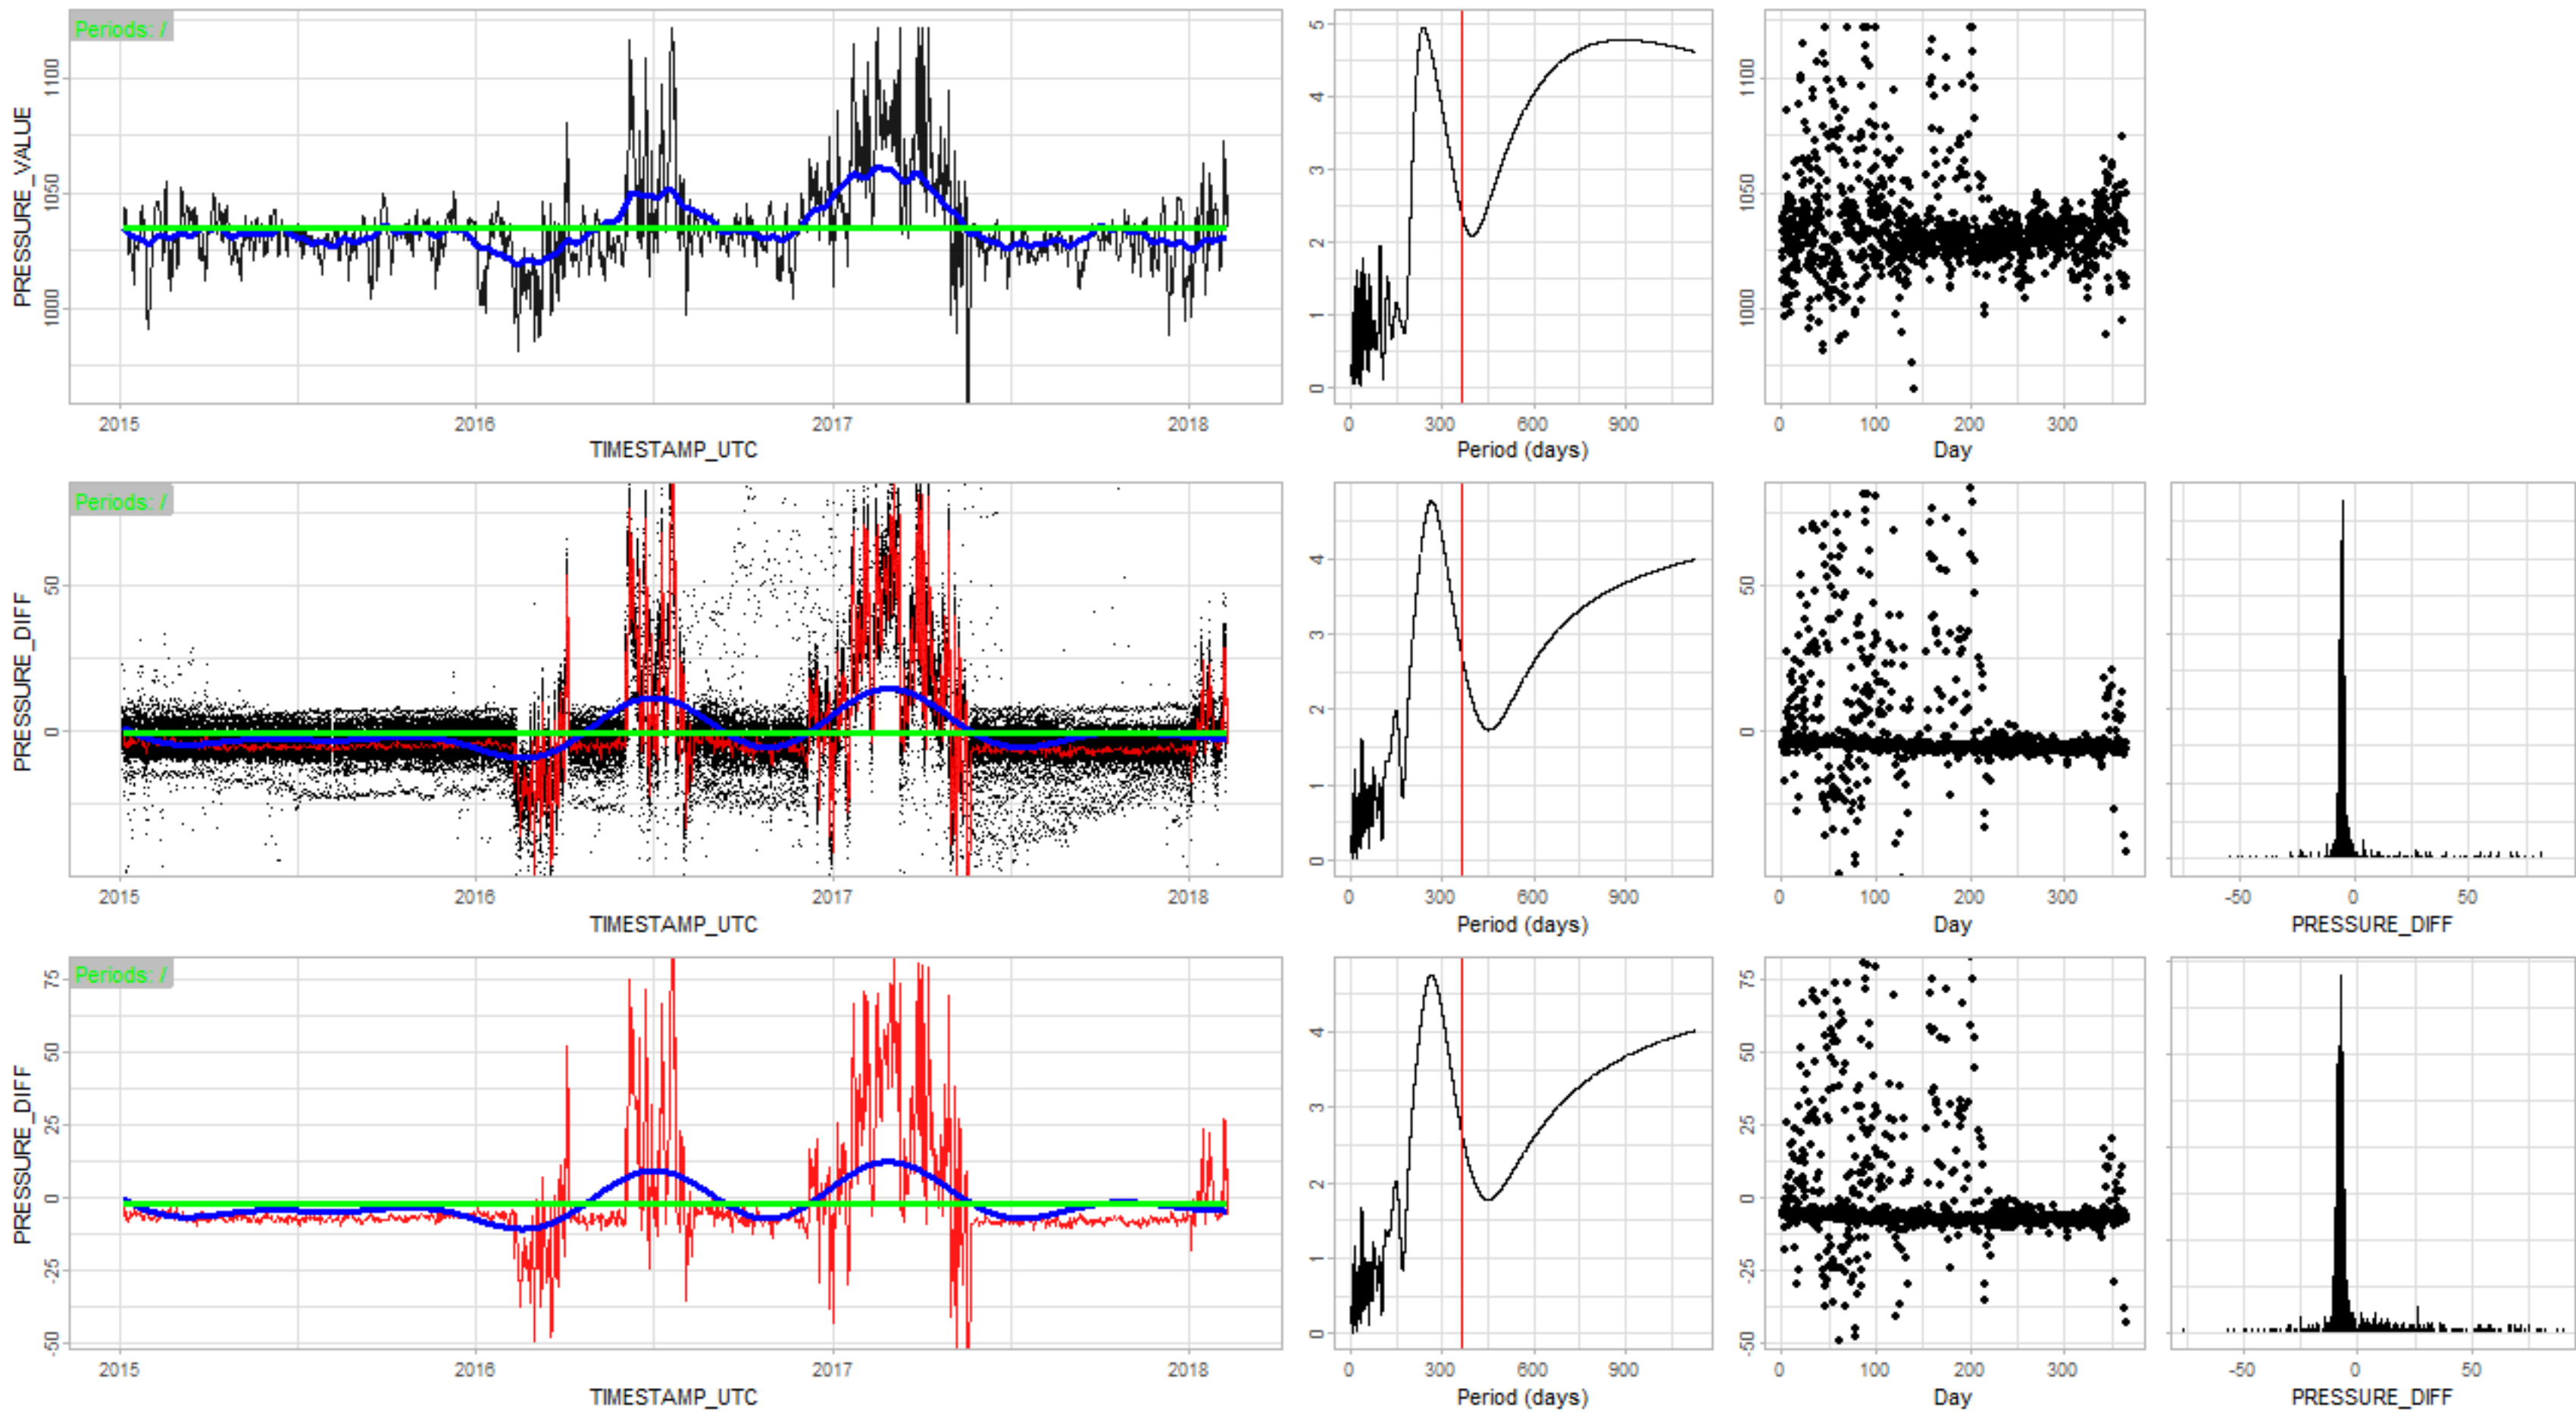 Periods: /
PRESSURE_VALUE
1000 1050 1100
2015 2016 2017 2018
TIMESTAMP_UTC
0 1 2 3 4 5
0 300 600 900
Period (days)
1000 1050 1100
0 100 200 300
Day
Periods: /
PRESSURE_DIFF
0 50
2015 2016 2017 2018
TIMESTAMP_UTC
0 1 2 3 4
0 300 600 900
Period (days)
0 50
0 100 200 300
Day
-50 0 50
PRESSURE_DIFF
Periods: /
PRESSURE_DIFF
-50 -25 0 25 50 75
2015 2016 2017 2018
TIMESTAMP_UTC
0 1 2 3 4
0 300 600 900
Period (days)
-50 -25 0 25 50 75
0 100 200 300
Day
-50 0 50
PRESSURE_DIFF